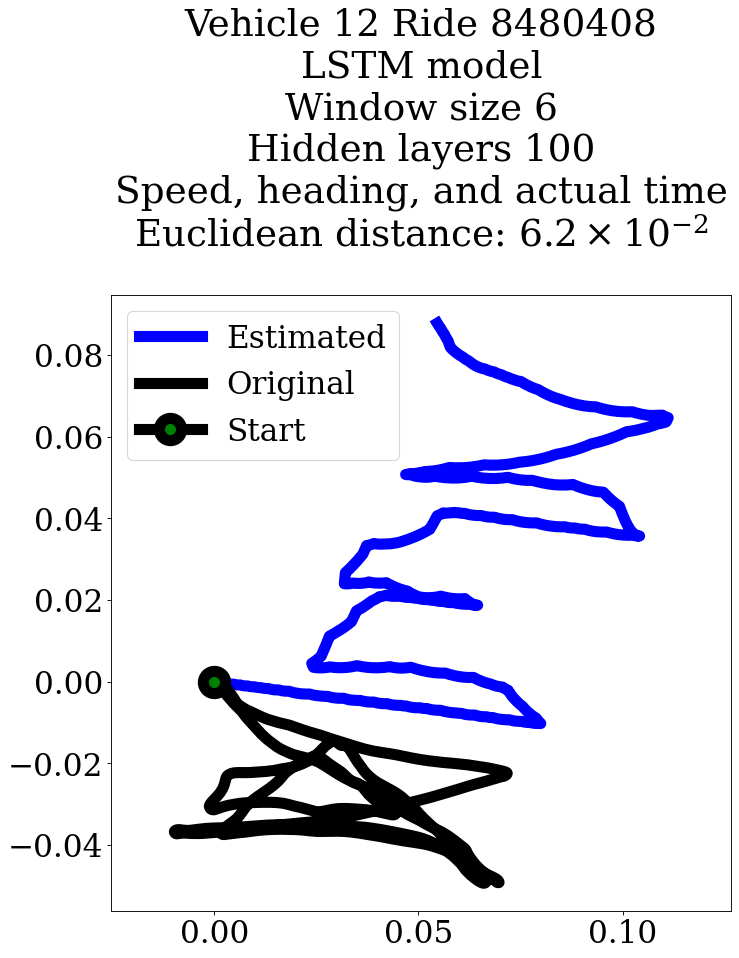 Vehicle 12 Ride 8480408
LSTM model
Window size 6
Hidden layers 100
Speed, heading, and actual time
Euclidean distance: 6.2 × 10⁻²
Estimated
Original
Start
0.08
0.06
0.04
0.02
0.00
−0.02
−0.04
0.00 0.05 0.10